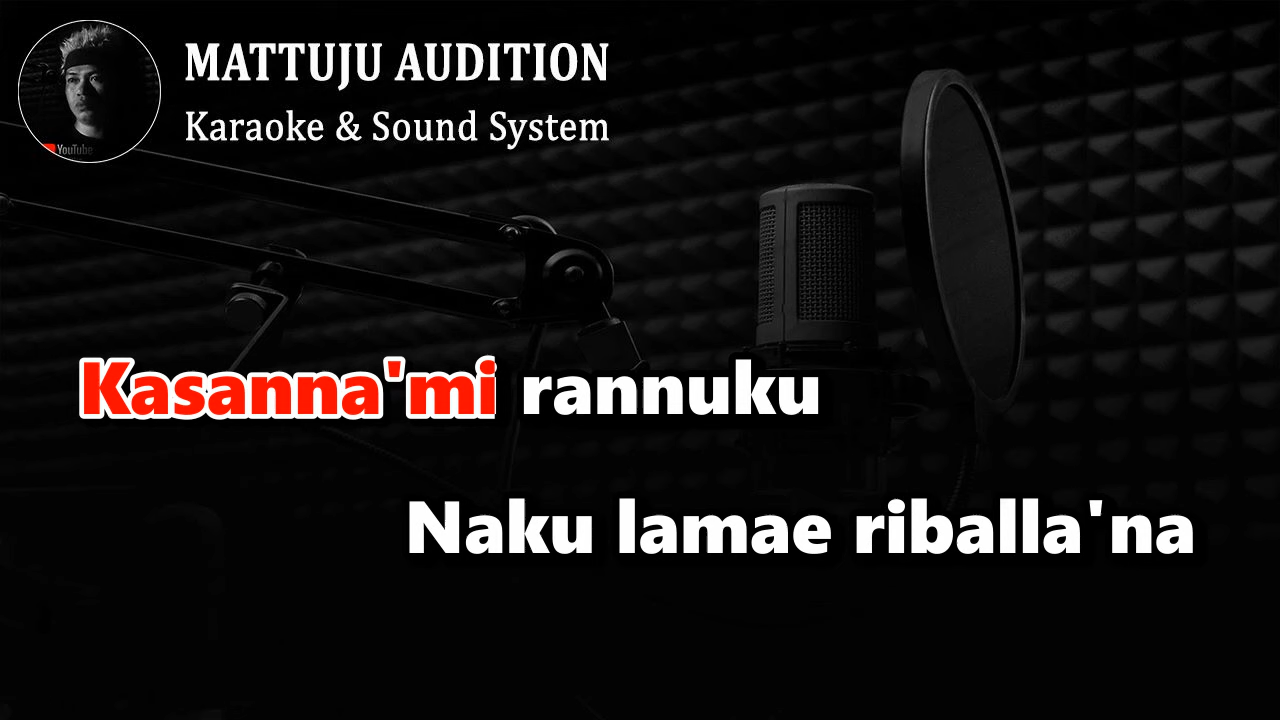 MATTUJU AUDITION
Karaoke & Sound System
YouTube
Kasanna'mi rannuku
Naku lamae riballa'na